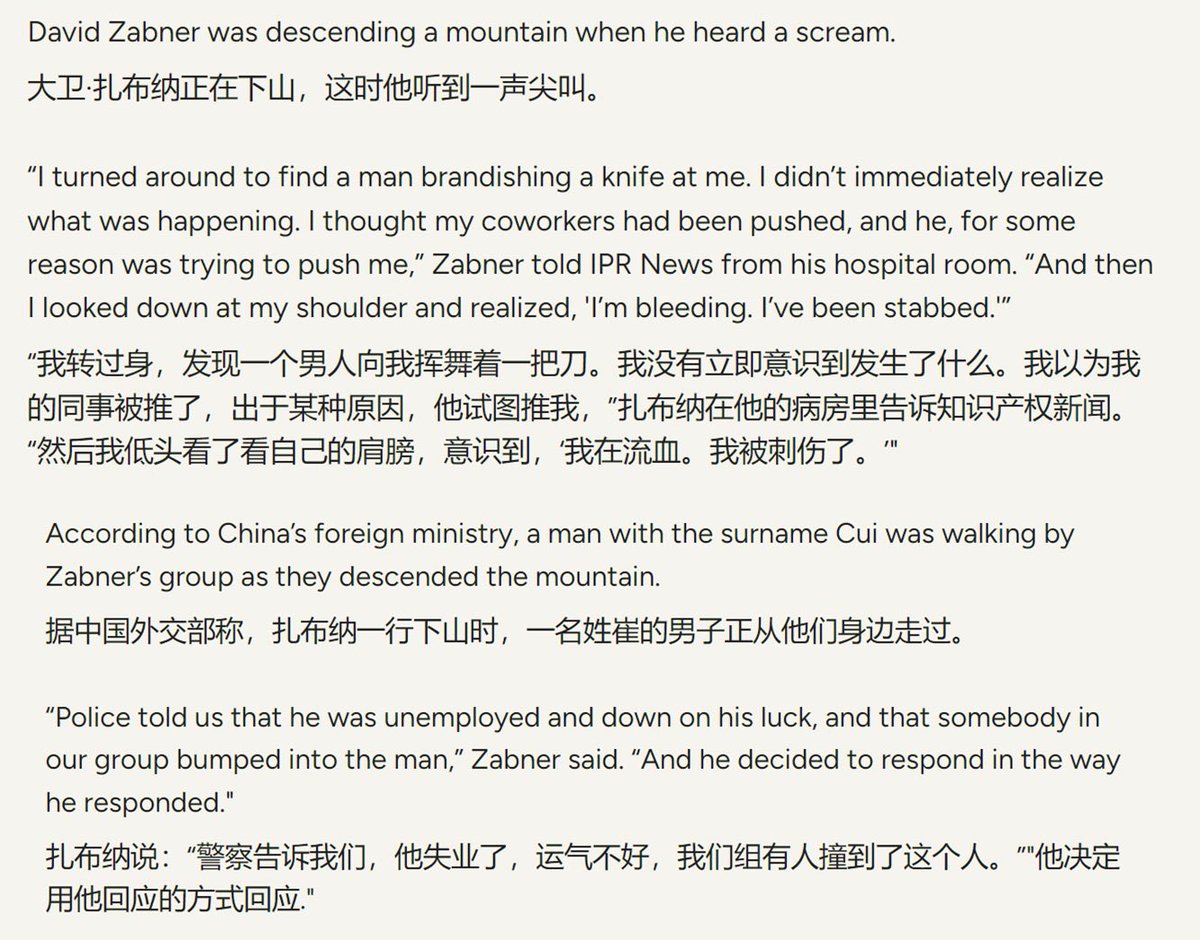 David Zabner was descending a mountain when he heard a scream.
大卫·扎布纳正在下山，这时他听到一声尖叫。
“I turned around to find a man brandishing a knife at me. I didn’t immediately realize
what was happening. I thought my coworkers had been pushed, and he, for some
reason was trying to push me,” Zabner told IPR News from his hospital room. “And then
I looked down at my shoulder and realized, 'I’m bleeding. I’ve been stabbed.'”
“我转过身，发现一个男人向我挥舞着一把刀。我没有立即意识到发生了什么。我以为我
的同事被推了，出于某种原因，他试图推我，”扎布纳在他的病房里告诉知识产权新闻。
“然后我低头看了看自己的肩膀，意识到，‘我在流血。我被刺伤了。’"
According to China’s foreign ministry, a man with the surname Cui was walking by
Zabner’s group as they descended the mountain.
据中国外交部称，扎布纳一行下山时，一名姓崔的男子正从他们身边走过。
“Police told us that he was unemployed and down on his luck, and that somebody in
our group bumped into the man,” Zabner said. “And he decided to respond in the way
he responded."
扎布纳说：“警察告诉我们，他失业了，运气不好，我们组有人撞到了这个人。”"他决定
用他回应的方式回应."